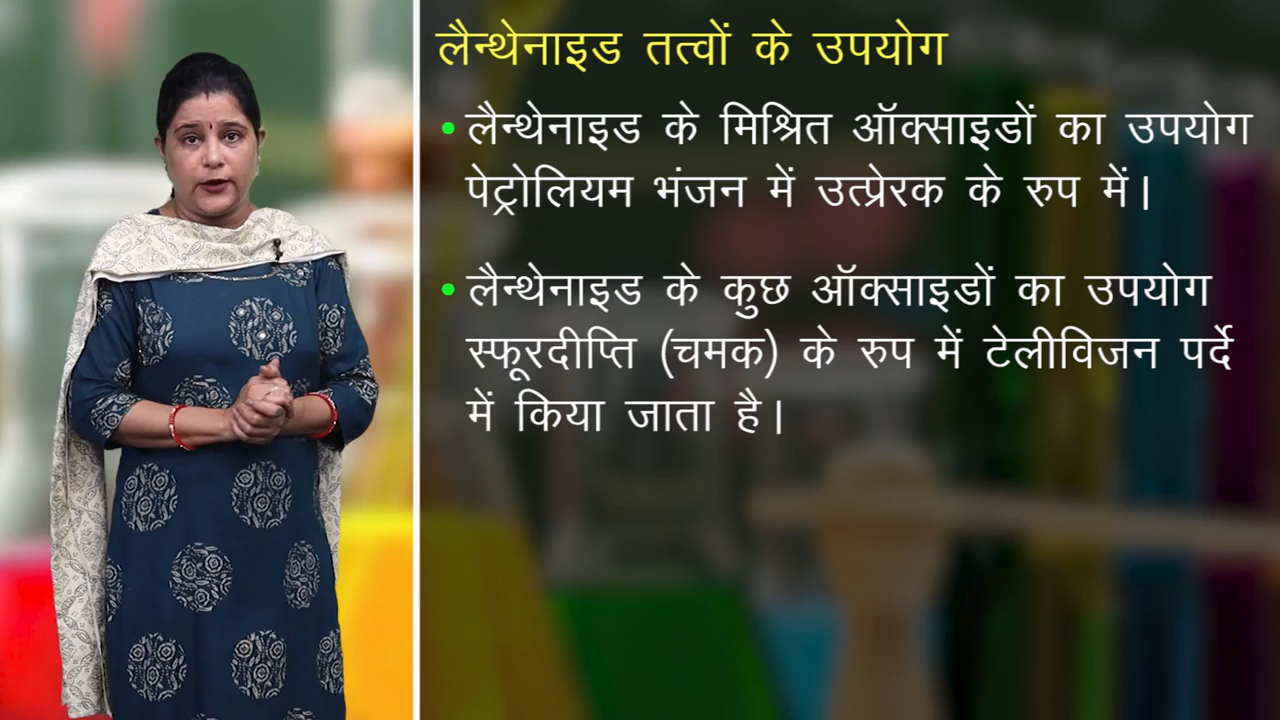 लैन्थेनाइड तत्वों के उपयोग
• लैन्थेनाइड के मिश्रित ऑक्साइडों का उपयोग
पेट्रोलियम भंजन में उत्प्रेरक के रुप में।
• लैन्थेनाइड के कुछ ऑक्साइडों का उपयोग
स्फूरदीप्ति (चमक) के रुप में टेलीविजन पर्दे
में किया जाता है।